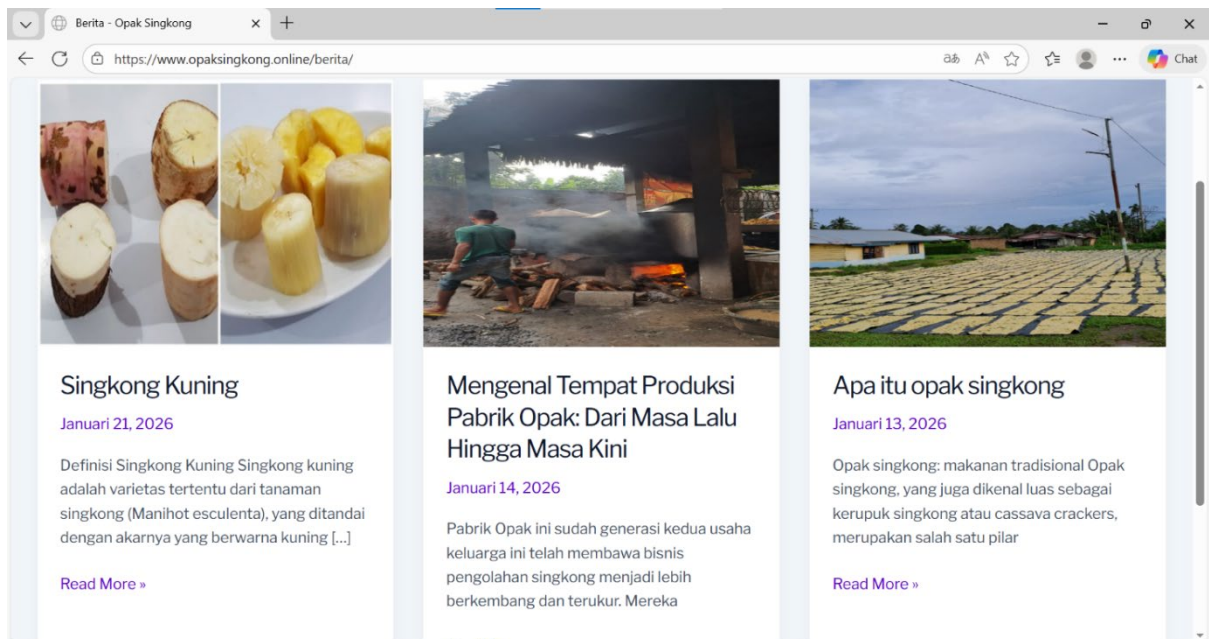 Berita - Opak Singkong
https://www.opaksingkong.online/berita/
Chat
Singkong Kuning
Januari 21, 2026
Definisi Singkong Kuning Singkong kuning
adalah varietas tertentu dari tanaman
singkong (Manihot esculenta), yang ditandai
dengan akarnya yang berwarna kuning […]
Read More »
Mengenal Tempat Produksi
Pabrik Opak: Dari Masa Lalu
Hingga Masa Kini
Januari 14, 2026
Pabrik Opak ini sudah generasi kedua usaha
keluarga ini telah membawa bisnis
pengolahan singkong menjadi lebih
berkembang dan terukur. Mereka
Apa itu opak singkong
Januari 13, 2026
Opak singkong: makanan tradisional Opak
singkong, yang juga dikenal luas sebagai
kerupuk singkong atau cassava crackers,
merupakan salah satu pilar
Read More »